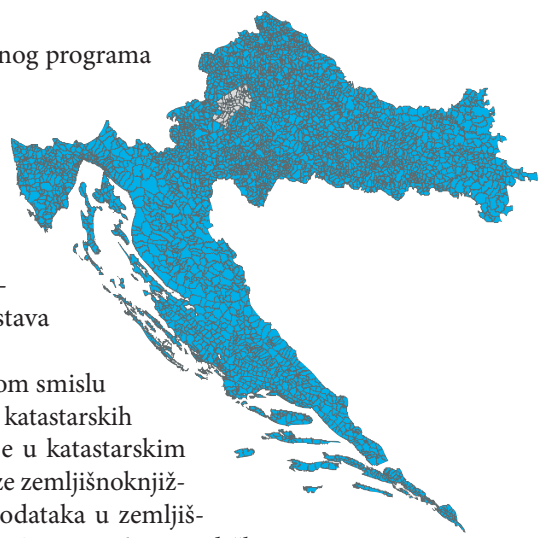 nog programa
-
stava
om smislu
katastarskih
e u katastarskim
ze zemljišnoknjiž-
odataka u zemljiš-